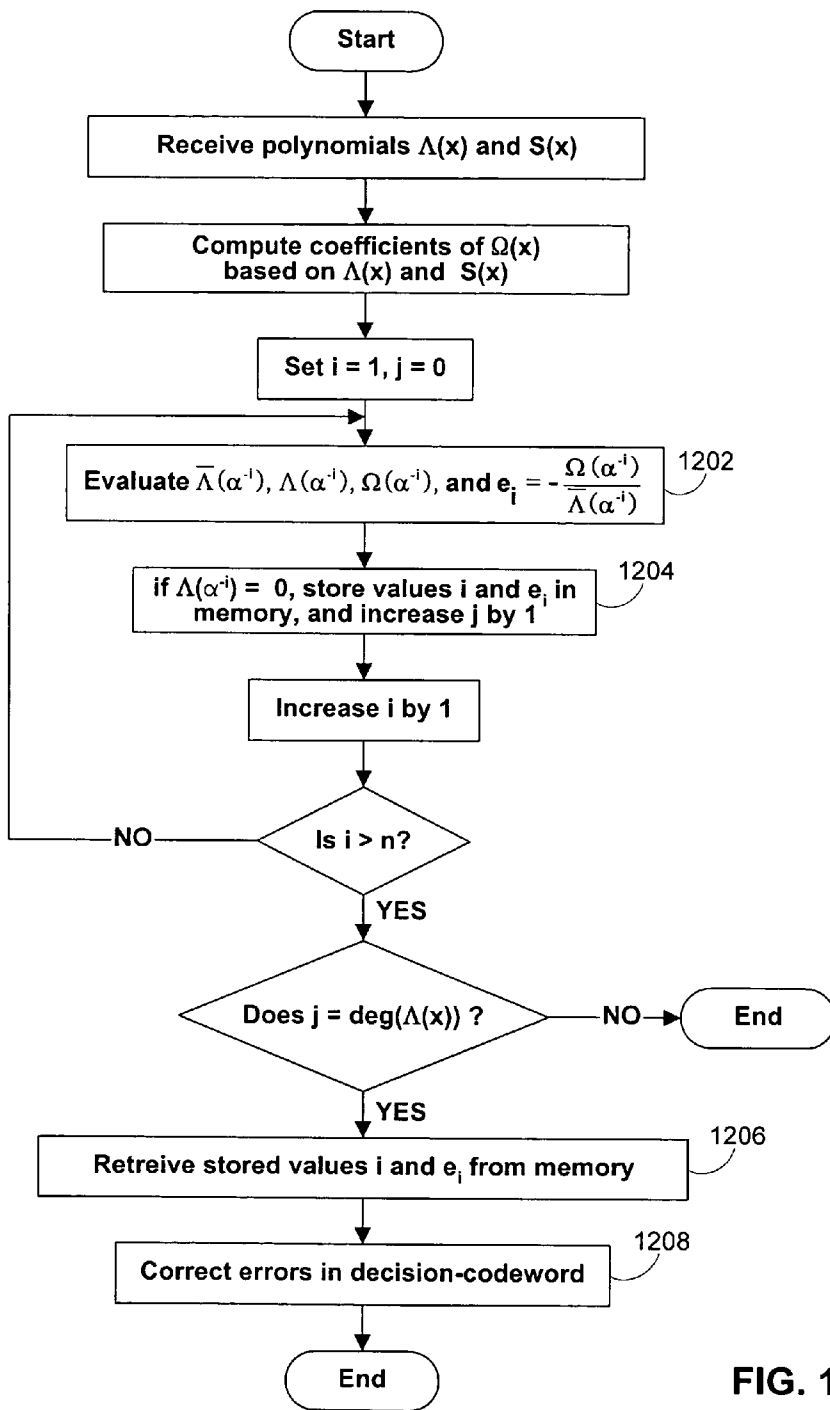 Start
Receive polynomials Λ(x) and S(x)
Compute coefficients of Ω(x)
based on Λ(x) and S(x)
Set i = 1, j = 0
Evaluate Λ̅(α⁻ⁱ), Λ(α⁻ⁱ), Ω(α⁻ⁱ), and eᵢ = - Ω(α⁻ⁱ) / Λ̅(α⁻ⁱ)
1202
if Λ(α⁻ⁱ) = 0, store values i and eᵢ in
memory, and increase j by 1
1204
Increase i by 1
Is i > n?
NO
YES
Does j = deg(Λ(x)) ?
NO
End
YES
Retreive stored values i and eᵢ from memory
1206
Correct errors in decision-codeword
1208
End
FIG. 1